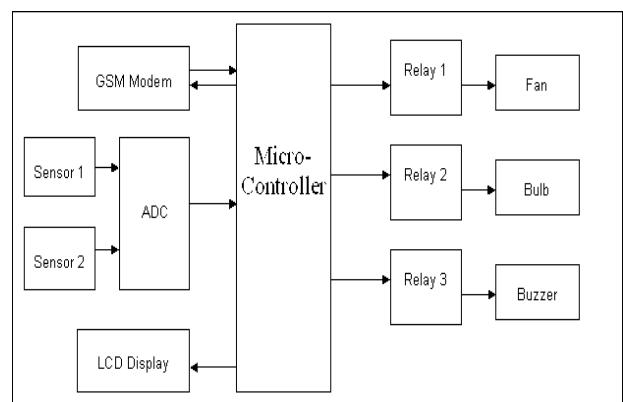 GSM Modem
Sensor 1
Sensor 2
ADC
LCD Display
Micro-
Controller
Relay 1
Fan
Relay 2
Bulb
Relay 3
Buzzer